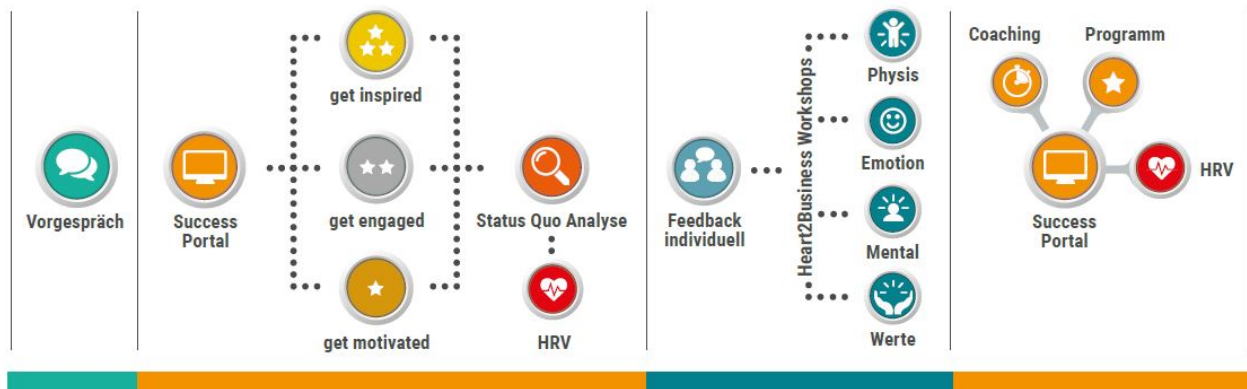 Vorgespräch
Success
Portal
get inspired
get engaged
get motivated
Status Quo Analyse
HRV
Feedback
individuell
Heart2Business Workshops
Physis
Emotion
Mental
Werte
Coaching
Programm
Success
Portal
HRV